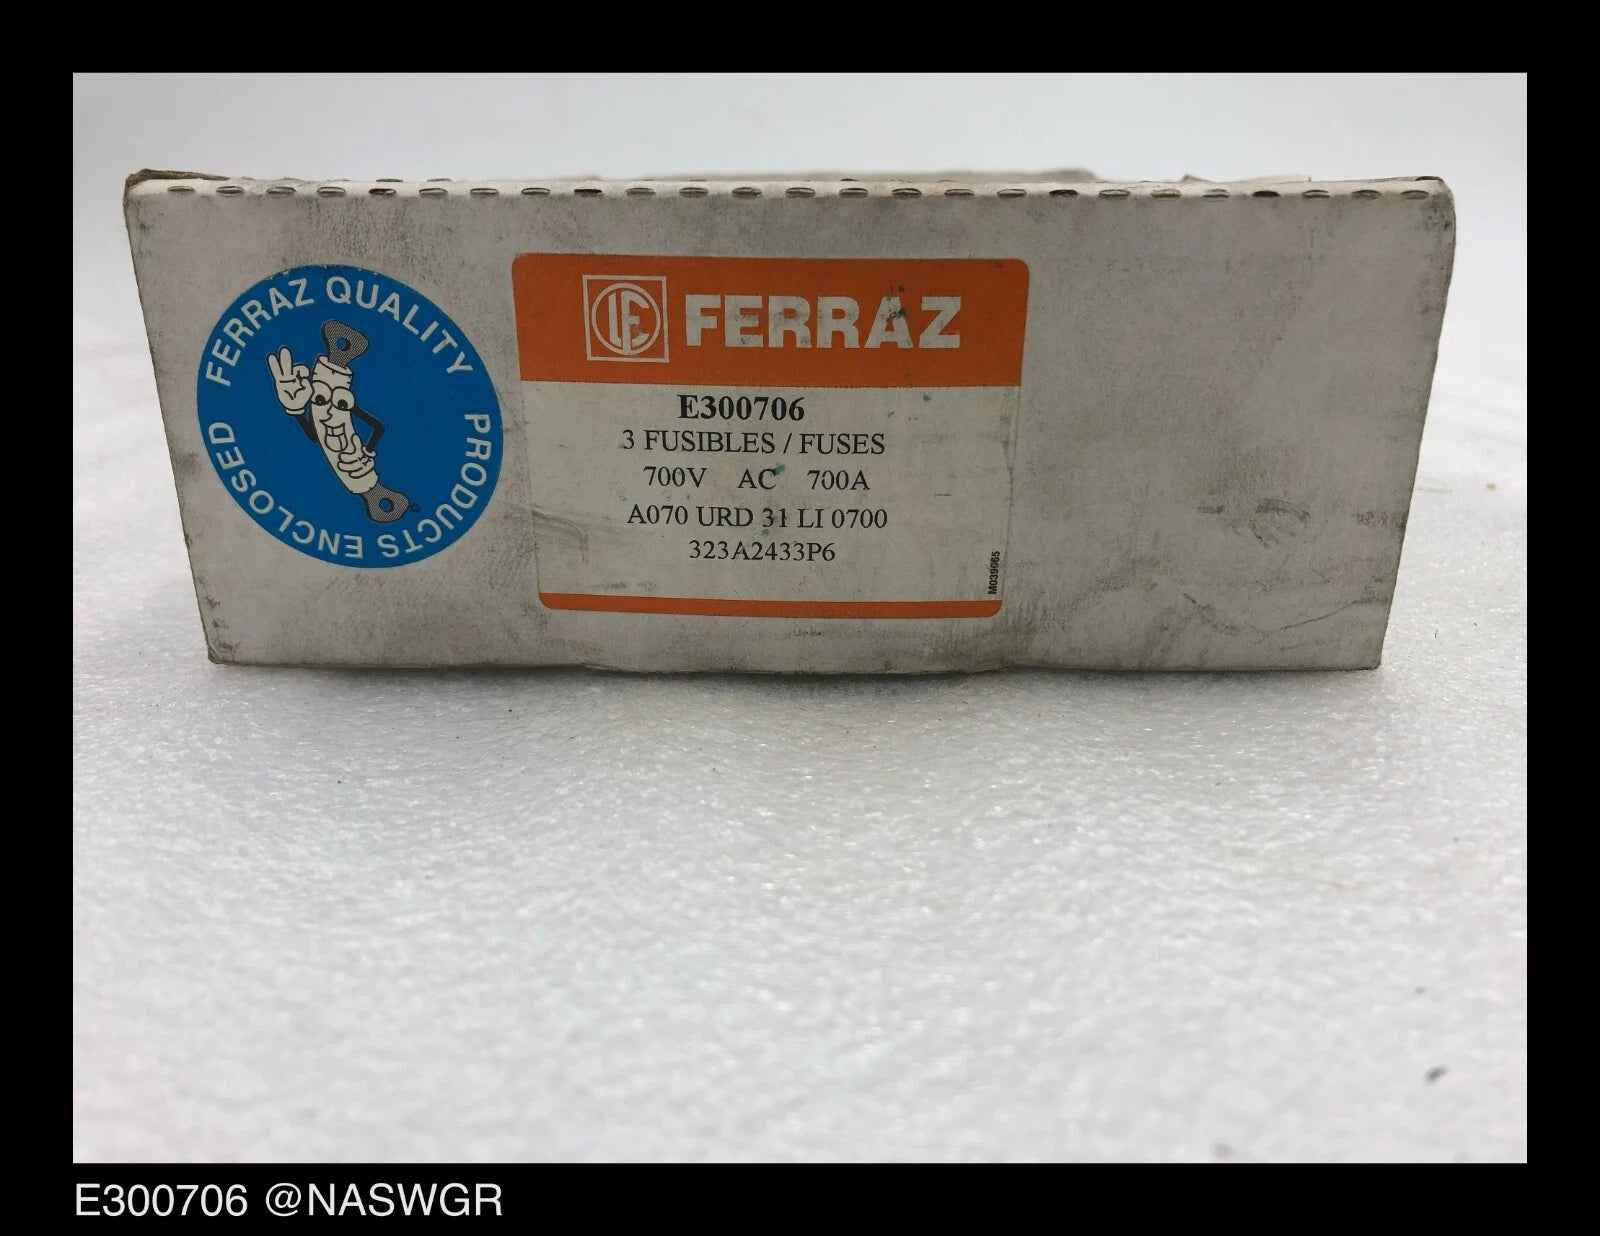 FERRAZ QUALITY PRODUCTS ENCLOSED
FERRAZ
E300706
3 FUSIBLES / FUSES
700V AC 700A
A070 URD 31 LI 0700
323A2433P6
M039065
E300706 @NASWGR